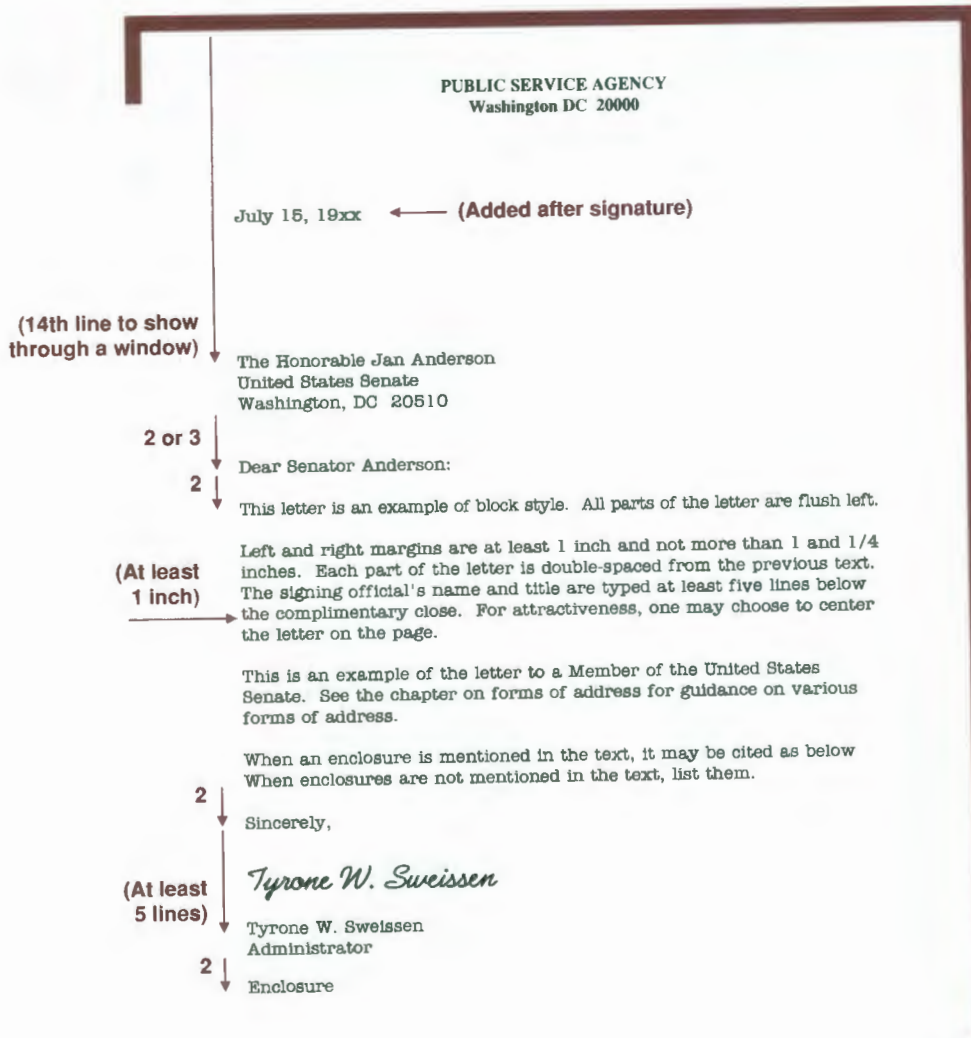 PUBLIC SERVICE AGENCY
Washington DC 20000
July 15, 19xx
(Added after signature)
(14th line to show
through a window)
The Honorable Jan Anderson
United States Senate
Washington, DC 20510
2 or 3
Dear Senator Anderson:
2
This letter is an example of block style. All parts of the letter are flush left.
Left and right margins are at least 1 inch and not more than 1 and 1/4
inches. Each part of the letter is double-spaced from the previous text.
The signing official's name and title are typed at least five lines below
the complimentary close. For attractiveness, one may choose to center
the letter on the page.
(At least
1 inch)
This is an example of the letter to a Member of the United States
Senate. See the chapter on forms of address for guidance on various
forms of address.
When an enclosure is mentioned in the text, it may be cited as below
When enclosures are not mentioned in the text, list them.
2
Sincerely,
Tyrone W. Sweissen
(At least
5 lines)
Tyrone W. Sweissen
Administrator
2
Enclosure